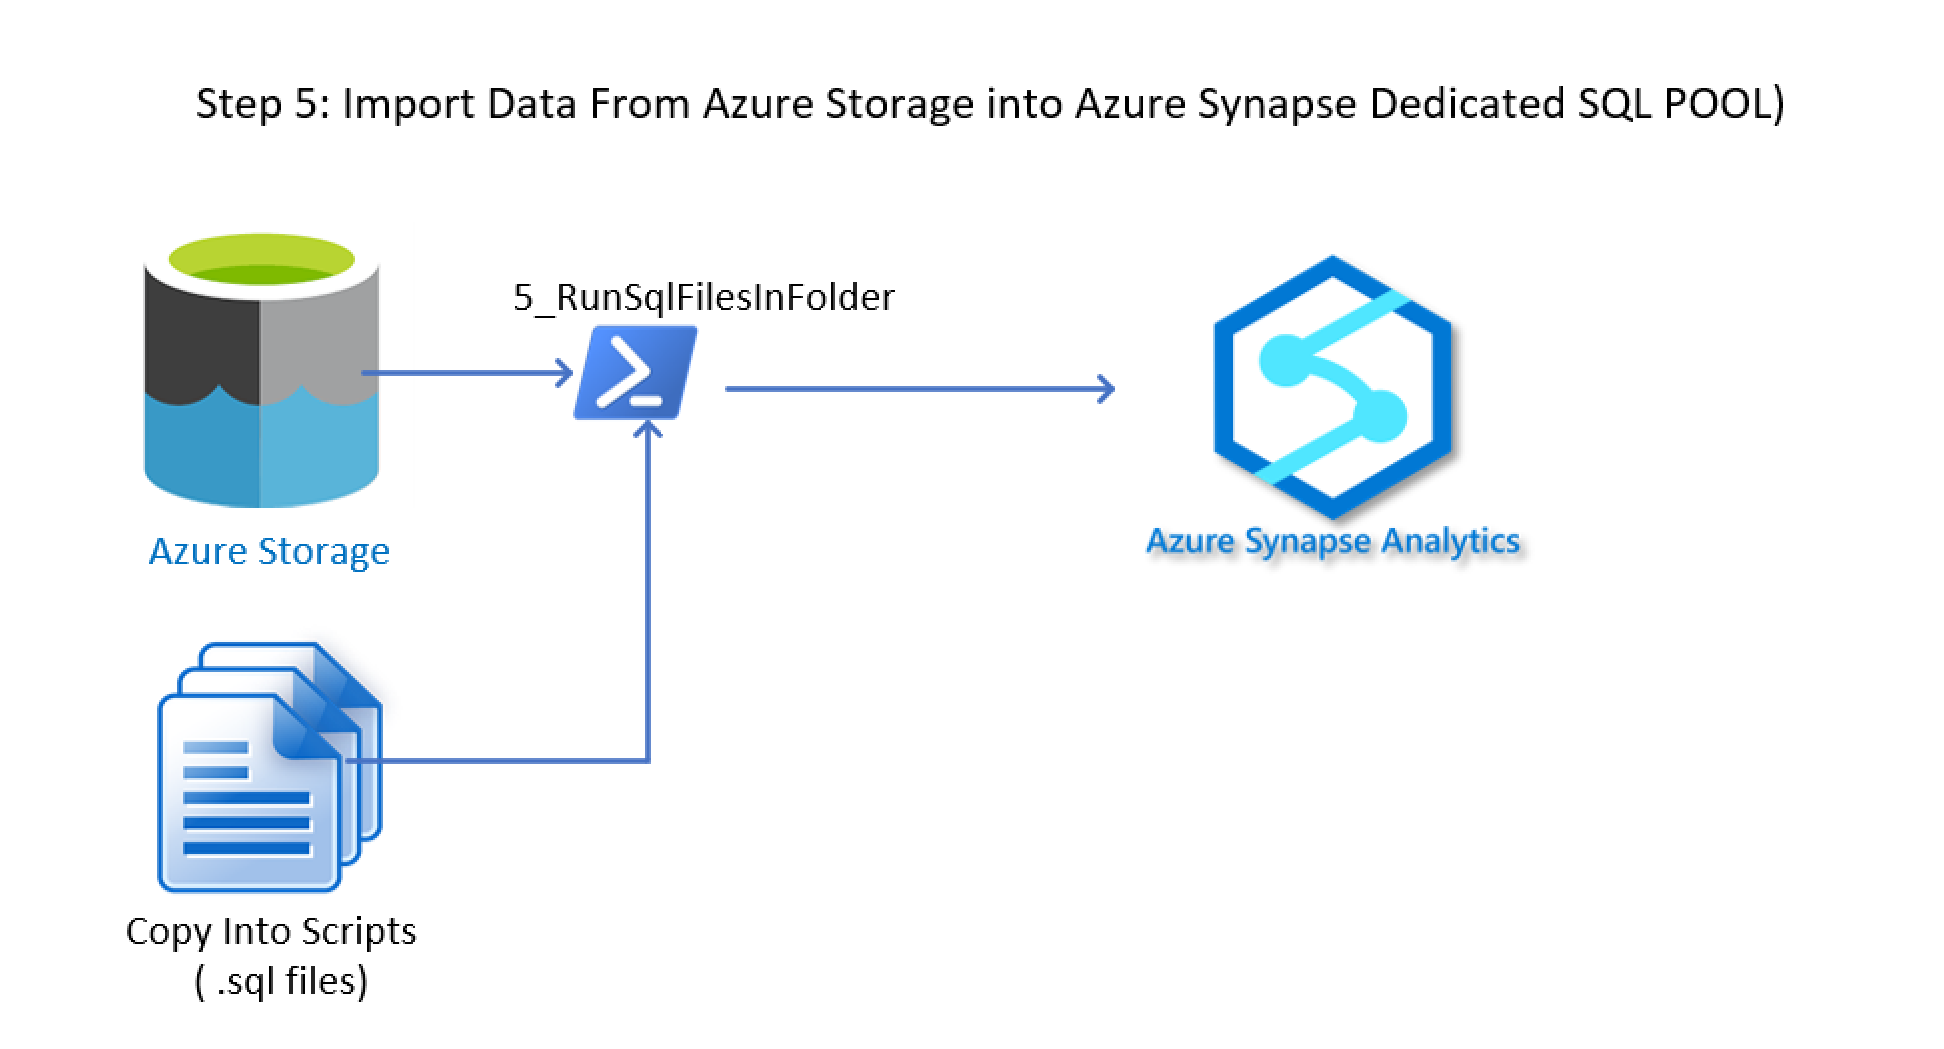 Step 5: Import Data From Azure Storage into Azure Synapse Dedicated SQL POOL)
5_RunSqlFilesInFolder
Azure Storage
Azure Synapse Analytics
Copy Into Scripts
( .sql files)